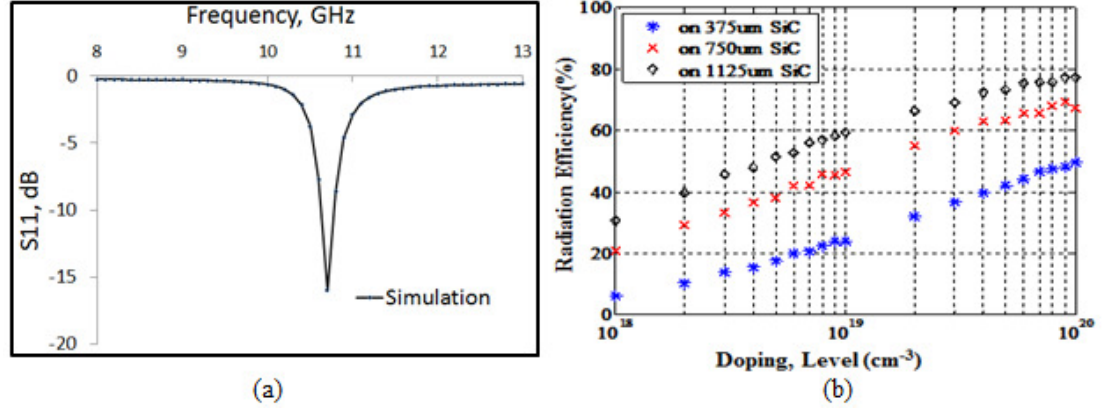 (a)
Frequency, GHz
8 9 10 11 12 13
0
-5
-10
-15
-20
S11, dB
Simulation
100
80
60
40
20
0
Radiation Efficiency(%)
on 375um SiC
on 750um SiC
on 1125um SiC
10^18 10^19 10^20
Doping, Level (cm^-3)
(a) (b)